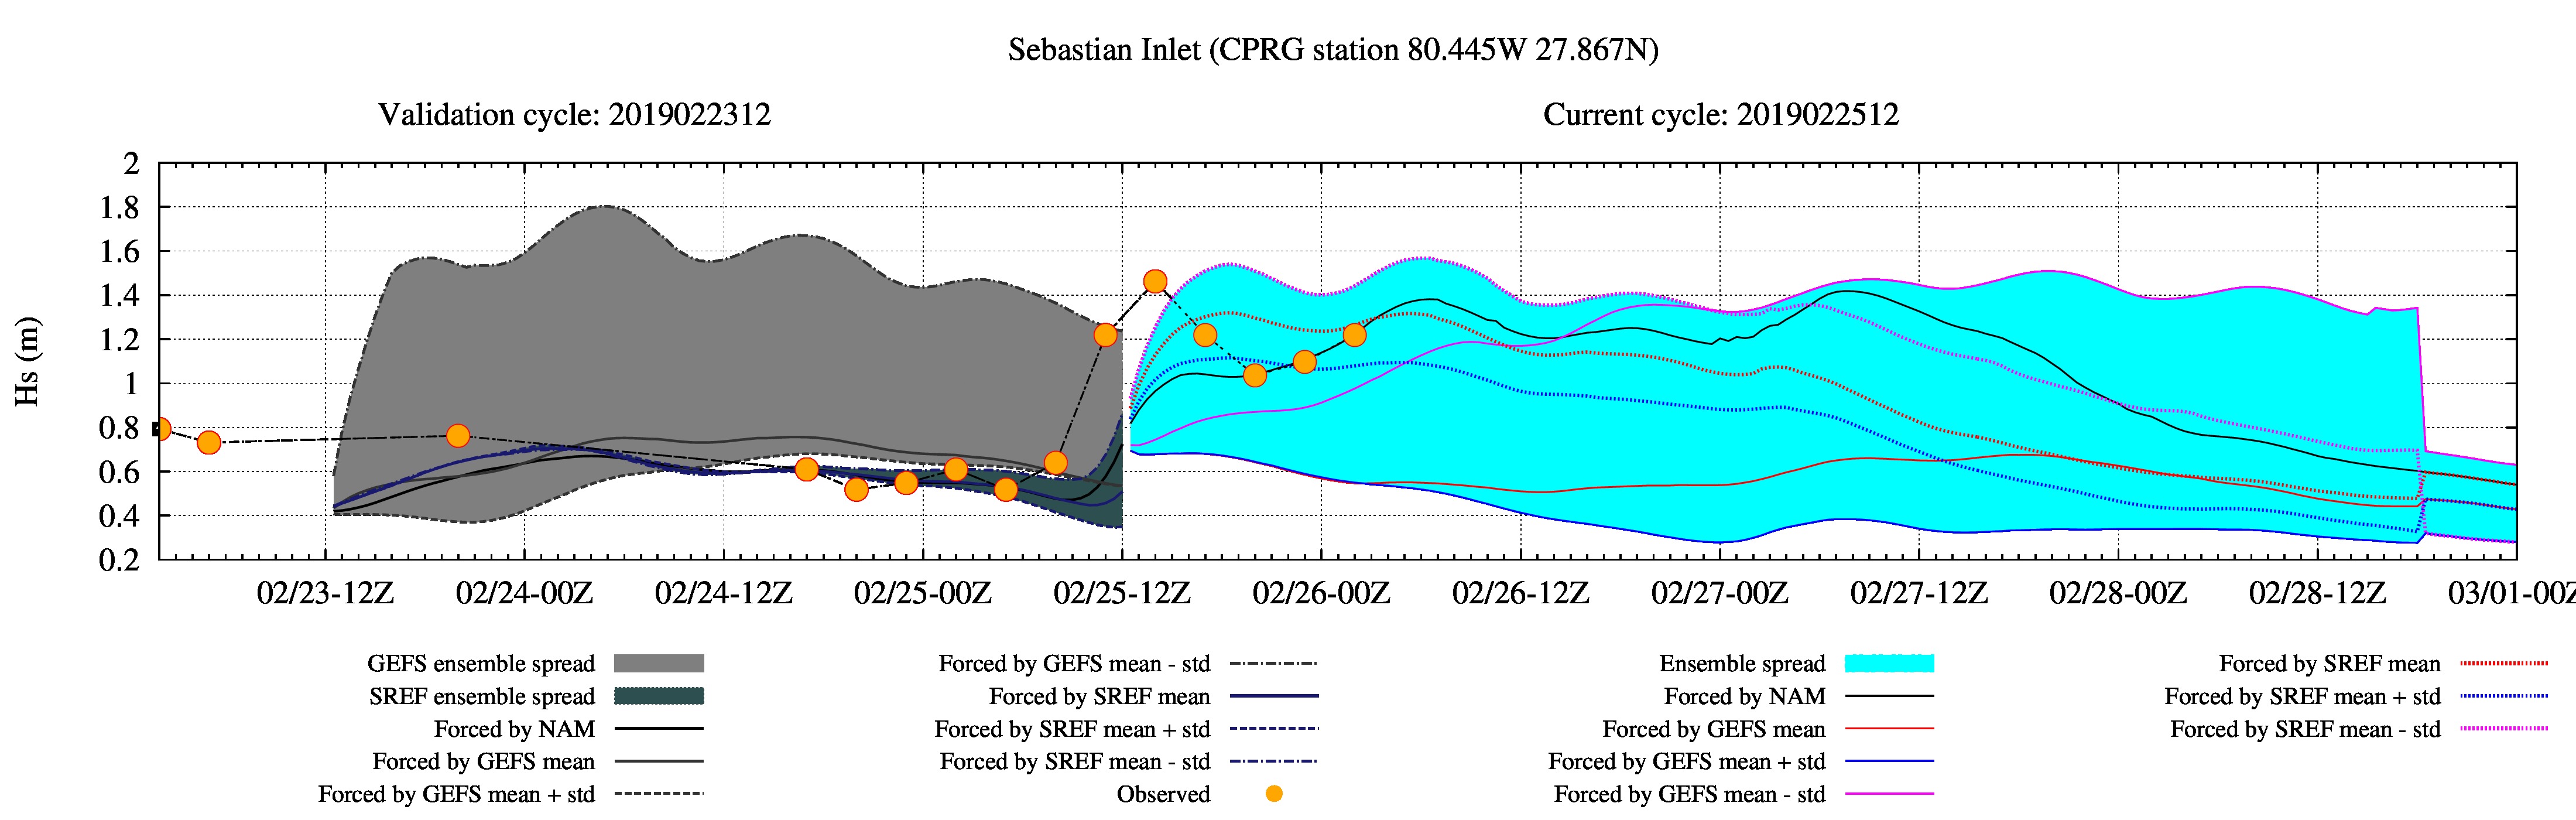 Sebastian Inlet (CPRG station 80.445W 27.867N)
Validation cycle: 2019022312
Current cycle: 2019022512
Hs (m)
2
1.8
1.6
1.4
1.2
1
0.8
0.6
0.4
0.2
02/23-12Z 02/24-00Z 02/24-12Z 02/25-00Z 02/25-12Z 02/26-00Z 02/26-12Z 02/27-00Z 02/27-12Z 02/28-00Z 02/28-12Z 03/01-00Z
GEFS ensemble spread
SREF ensemble spread
Forced by NAM
Forced by GEFS mean
Forced by GEFS mean + std
Forced by GEFS mean - std
Forced by SREF mean
Forced by SREF mean + std
Forced by SREF mean - std
Observed
Ensemble spread
Forced by NAM
Forced by GEFS mean
Forced by GEFS mean + std
Forced by GEFS mean - std
Forced by SREF mean
Forced by SREF mean + std
Forced by SREF mean - std